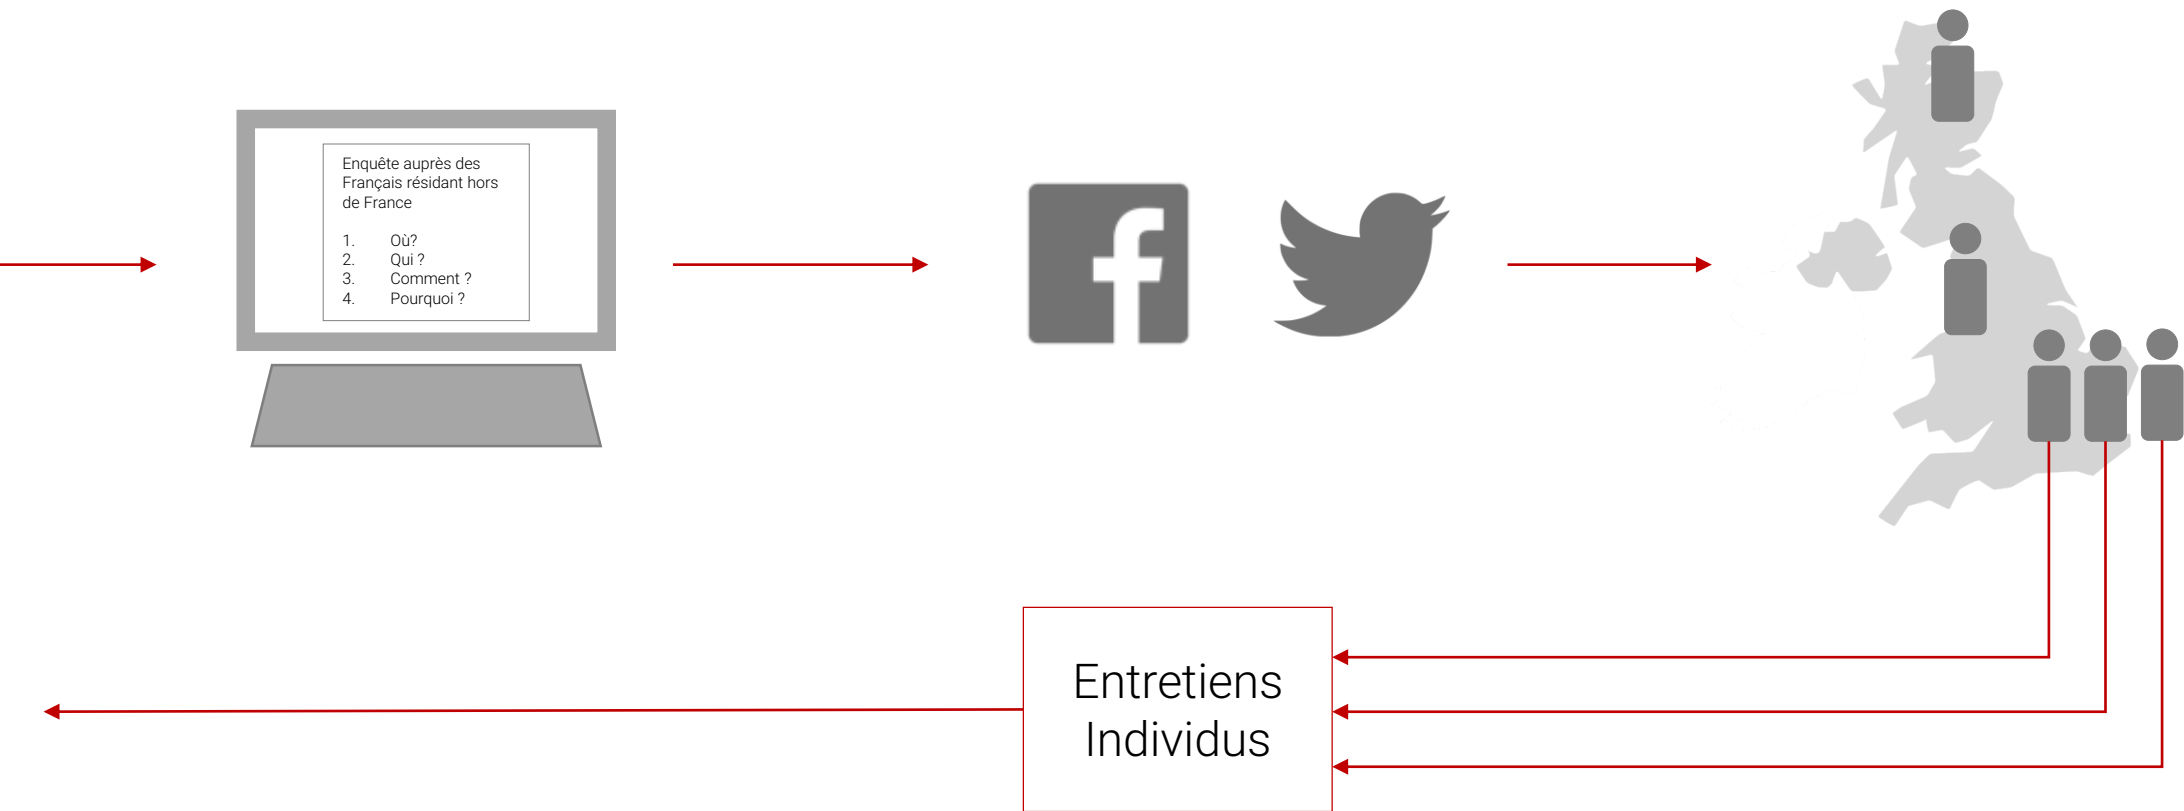 Enquête auprès des
Français résidant hors
de France
1. Où?
2. Qui ?
3. Comment ?
4. Pourquoi ?
Entretiens
Individus